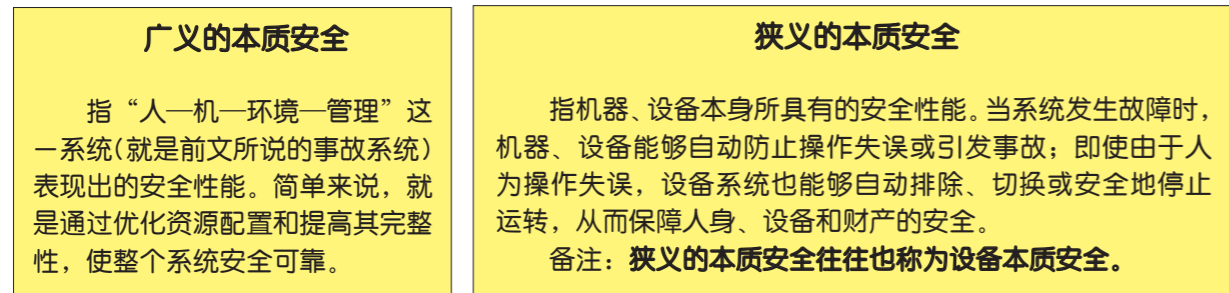 广义的本质安全
指“人—机—环境—管理”这
一系统(就是前文所说的事故系统)
表现出的安全性能。简单来说，就
是通过优化资源配置和提高其完整
性，使整个系统安全可靠。
狭义的本质安全
指机器、设备本身所具有的安全性能。当系统发生故障时，
机器、设备能够自动防止操作失误或引发事故；即使由于人
为操作失误，设备系统也能够自动排除、切换或安全地停止
运转，从而保障人身、设备和财产的安全。
备注：狭义的本质安全往往也称为设备本质安全。